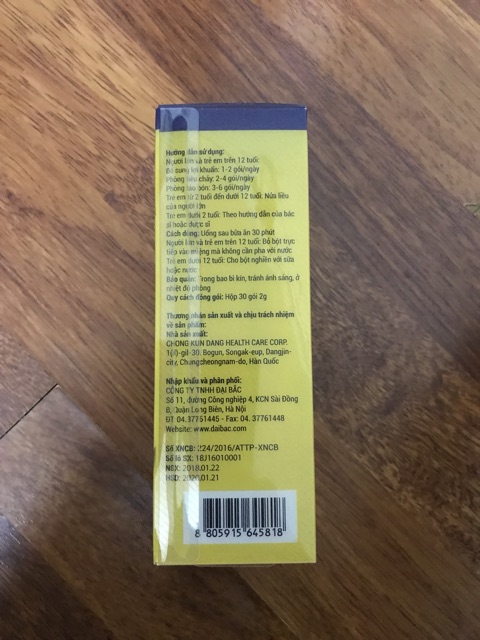 Hướng dẫn sử dụng:
Người lớn và trẻ em trên 12 tuổi:
Bổ sung lợi khuẩn: 1-2 gói/ngày
Phòng tiêu chảy: 2-4 gói/ngày
Phòng táo bón: 3-6 gói/ngày
Trẻ em từ 2 tuổi đến dưới 12 tuổi: Nửa liều
của người lớn
Trẻ em dưới 2 tuổi: Theo hướng dẫn của bác
sĩ hoặc dược sĩ
Cách dùng: Uống sau bữa ăn 30 phút
Người lớn và trẻ em trên 12 tuổi: Đổ bột trực
tiếp vào miệng mà không cần pha với nước
Trẻ em dưới 12 tuổi: Cho bột nghiền với sữa
hoặc nước
Bảo quản: Trong bao bì kín, tránh ánh sáng, ở
nhiệt độ phòng
Quy cách đóng gói: Hộp 30 gói 2g
Thương nhân sản xuất và chịu trách nhiệm
về sản phẩm:
Nhà sản xuất:
CHONG KUN DANG HEALTH CARE CORP.
Bogun, Songak-eup, Dangjin-
city, Chungcheongnam-do, Hàn Quốc
Nhập khẩu và phân phối:
CÔNG TY TNHH ĐẠI BẮC
Số 11, đường Công nghiệp 4, KCN Sài Đồng
B, Quận Long Biên, Hà Nội
ĐT: 04.37751445 - Fax: 04. 37761448
Website: www.daibac.com
Số XNCB: 224/2016/ATTP-XNCB
Số lô SX: 18J16010001
NSX: 2018.01.22
HSD: 2020.01.21
8 805915 645818